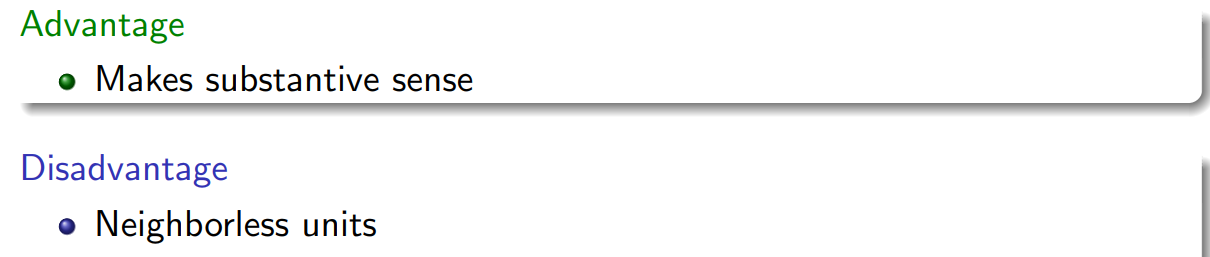 Advantage
Makes substantive sense
Disadvantage
Neighborless units